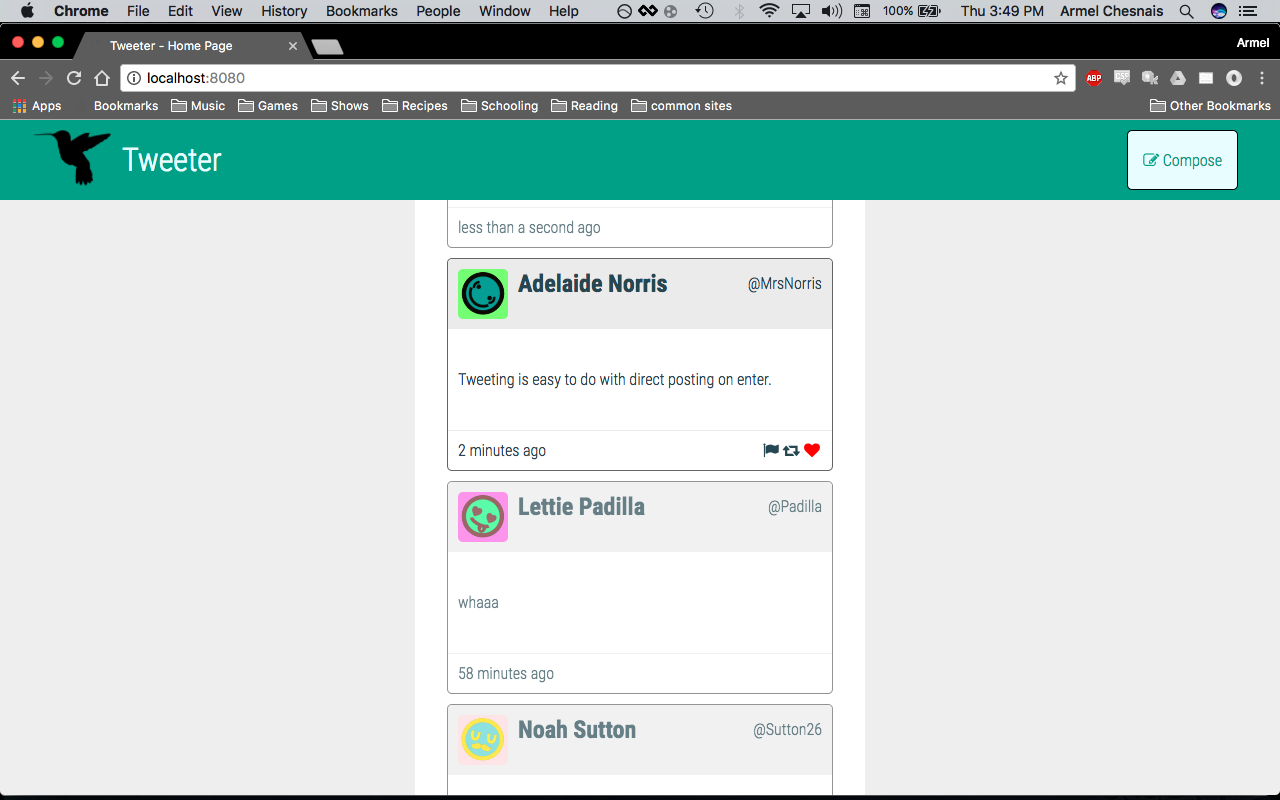 Chrome File Edit View History Bookmarks People Window Help 100% Thu 3:49 PM Armel Chesnais
Tweeter - Home Page Armel
localhost:8080 ABP
Apps Bookmarks Music Games Shows Recipes Schooling Reading common sites Other Bookmarks
Tweeter Compose
less than a second ago
Adelaide Norris @MrsNorris
Tweeting is easy to do with direct posting on enter.
2 minutes ago
Lettie Padilla @Padilla
whaaa
58 minutes ago
Noah Sutton @Sutton26